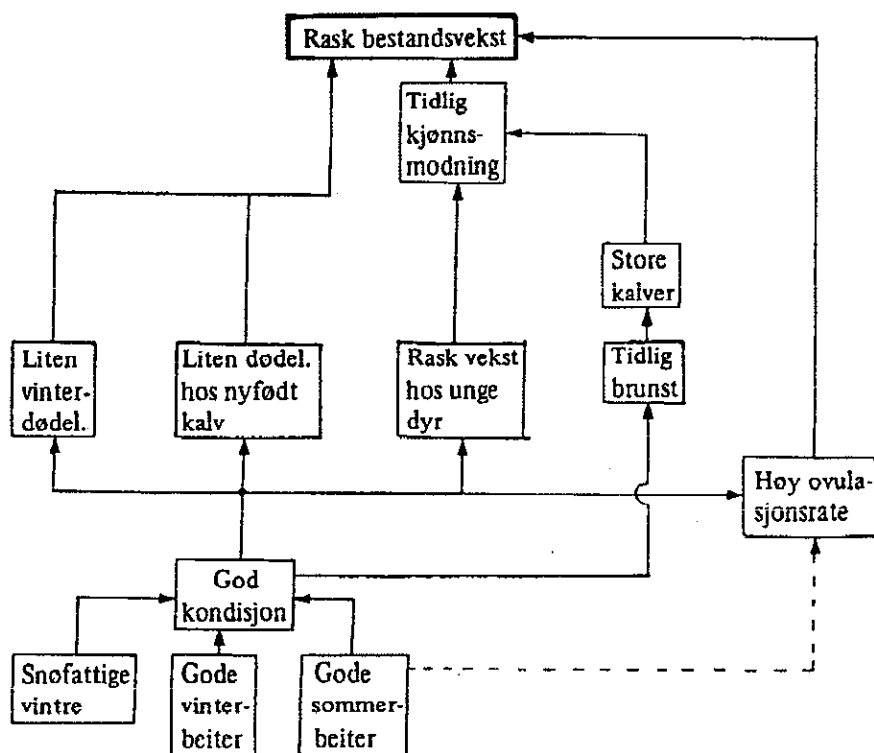 Rask bestandsvekst
Tidlig
kjønns-
modning
Store
kalver
Liten
vinter-
dødel.
Liten dødel.
hos nyfødt
kalv
Rask vekst
hos unge
dyr
Tidlig
brunst
Høy ovula-
sjonsrate
God
kondisjon
Snøfattige
vintre
Gode
vinter-
beiter
Gode
sommer-
beiter